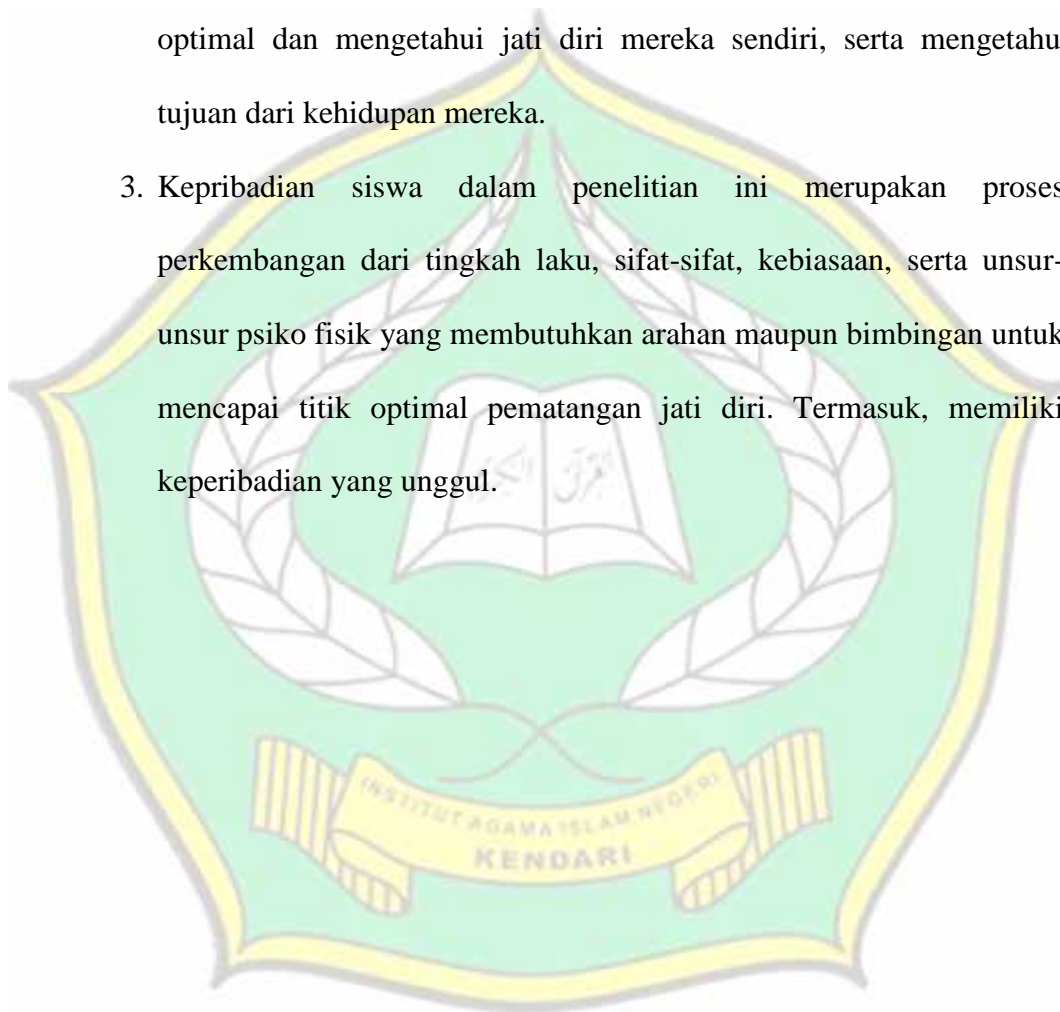 optimal dan mengetahui jati diri mereka sendiri, serta mengetahu
tujuan dari kehidupan mereka.
3. Kepribadian siswa dalam penelitian ini merupakan proses
perkembangan dari tingkah laku, sifat-sifat, kebiasaan, serta unsur-
unsur psiko fisik yang membutuhkan arahan maupun bimbingan untuk
mencapai titik optimal pematangan jati diri. Termasuk, memiliki
keperibadian yang unggul.
INSTITUT AGAMA ISLAM NEGERI
KENDARI